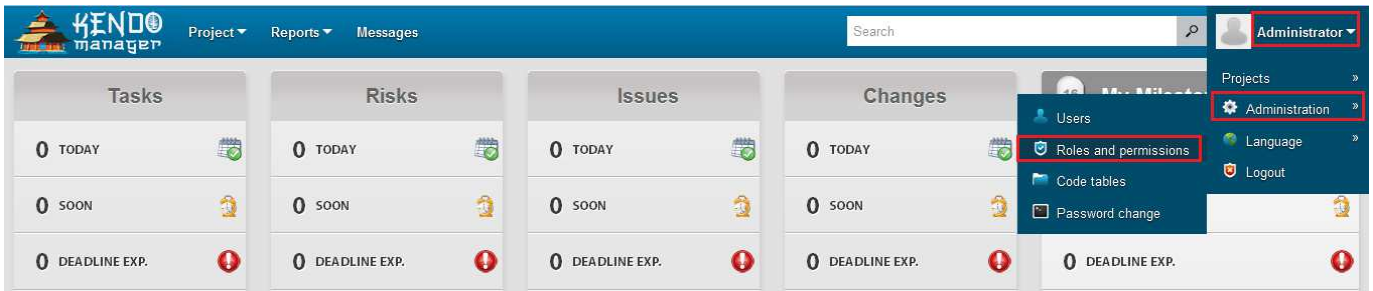 KENDO
manager
Project
Reports
Messages
Search
Administrator
Projects »
Administration »
Language »
Logout
Users
Roles and permissions
Code tables
Password change
Tasks
0 TODAY
0 SOON
0 DEADLINE EXP.
Risks
0 TODAY
0 SOON
0 DEADLINE EXP.
Issues
0 TODAY
0 SOON
0 DEADLINE EXP.
Changes
0 TODAY
0 SOON
0 DEADLINE EXP.
My
0 DEADLINE EXP.